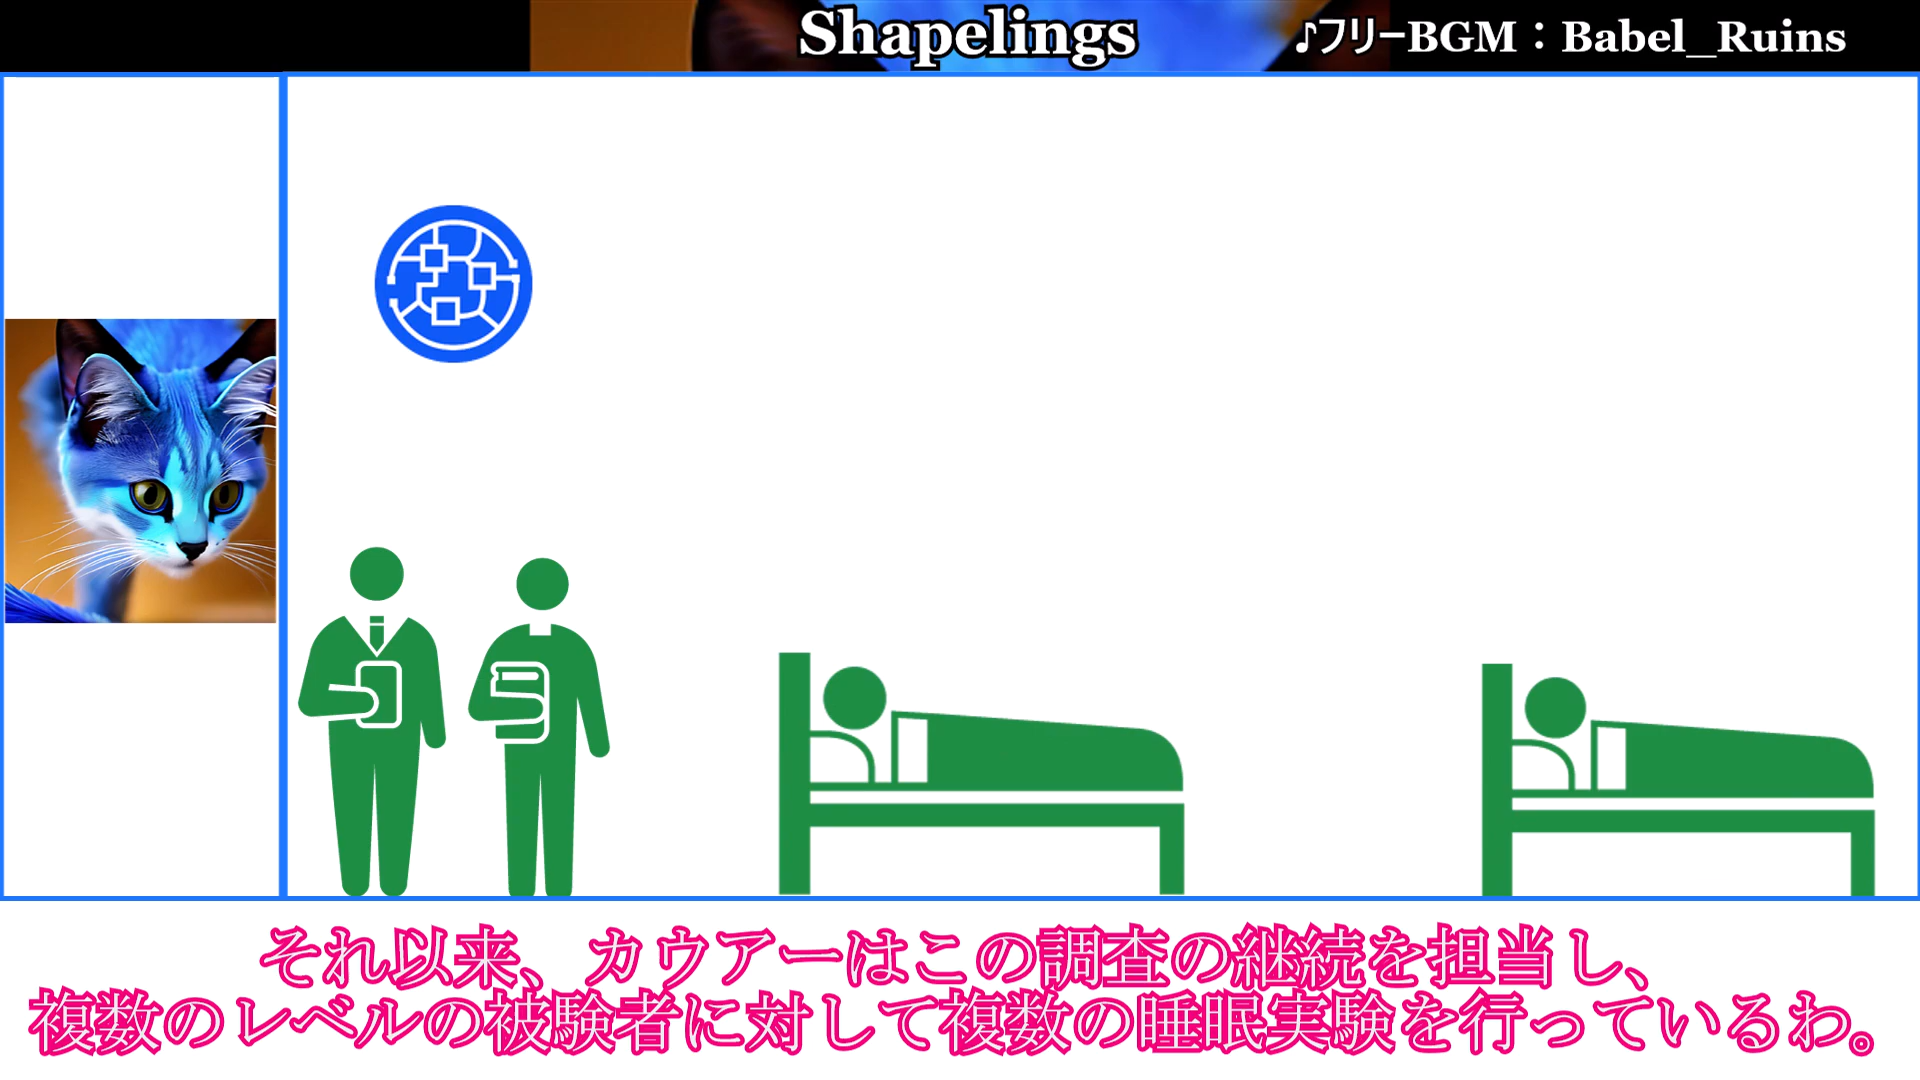 Shapelings
♪フリーBGM：Babel_Ruins
それ以来、カウアーはこの調査の継続を担当し、
複数のレベルの被験者に対して複数の睡眠実験を行っているわ。